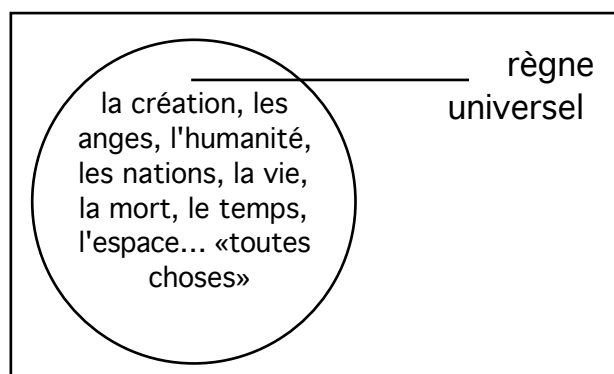 règne
universel
la création, les
anges, l'humanité,
les nations, la vie,
la mort, le temps,
l'espace... «toutes
choses»